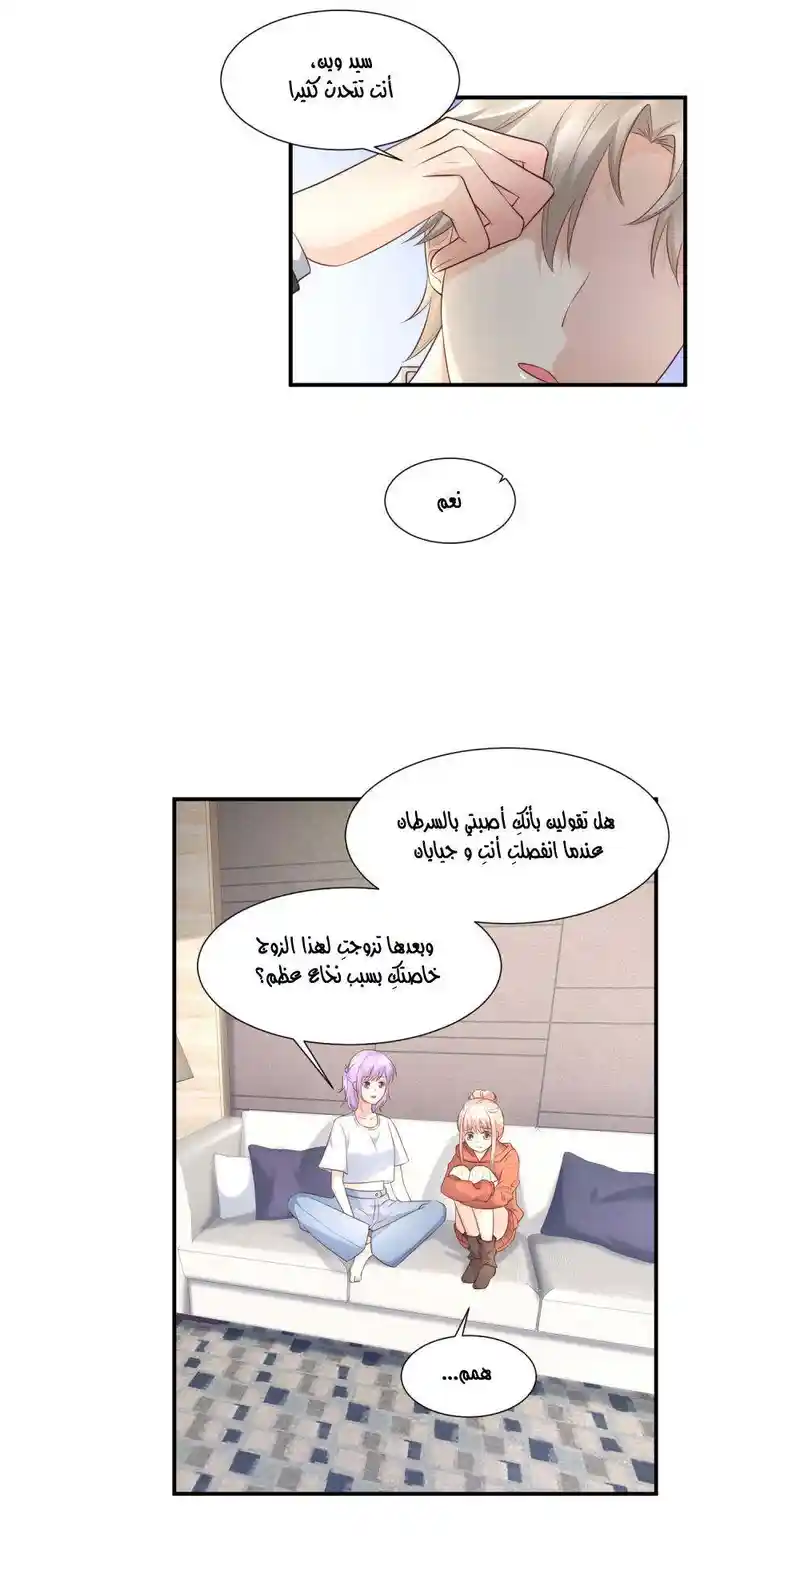 سيد وين،
أنت تتحدث كثيرا
نعم
هل تقولين بأنكِ أصبتي بالسرطان
عندما انفصلتِ أنتِ و جيايان
وبعدها تزوجتِ لهذا الزوج
خاصتكِ بسبب نخاع عظم؟
همم...